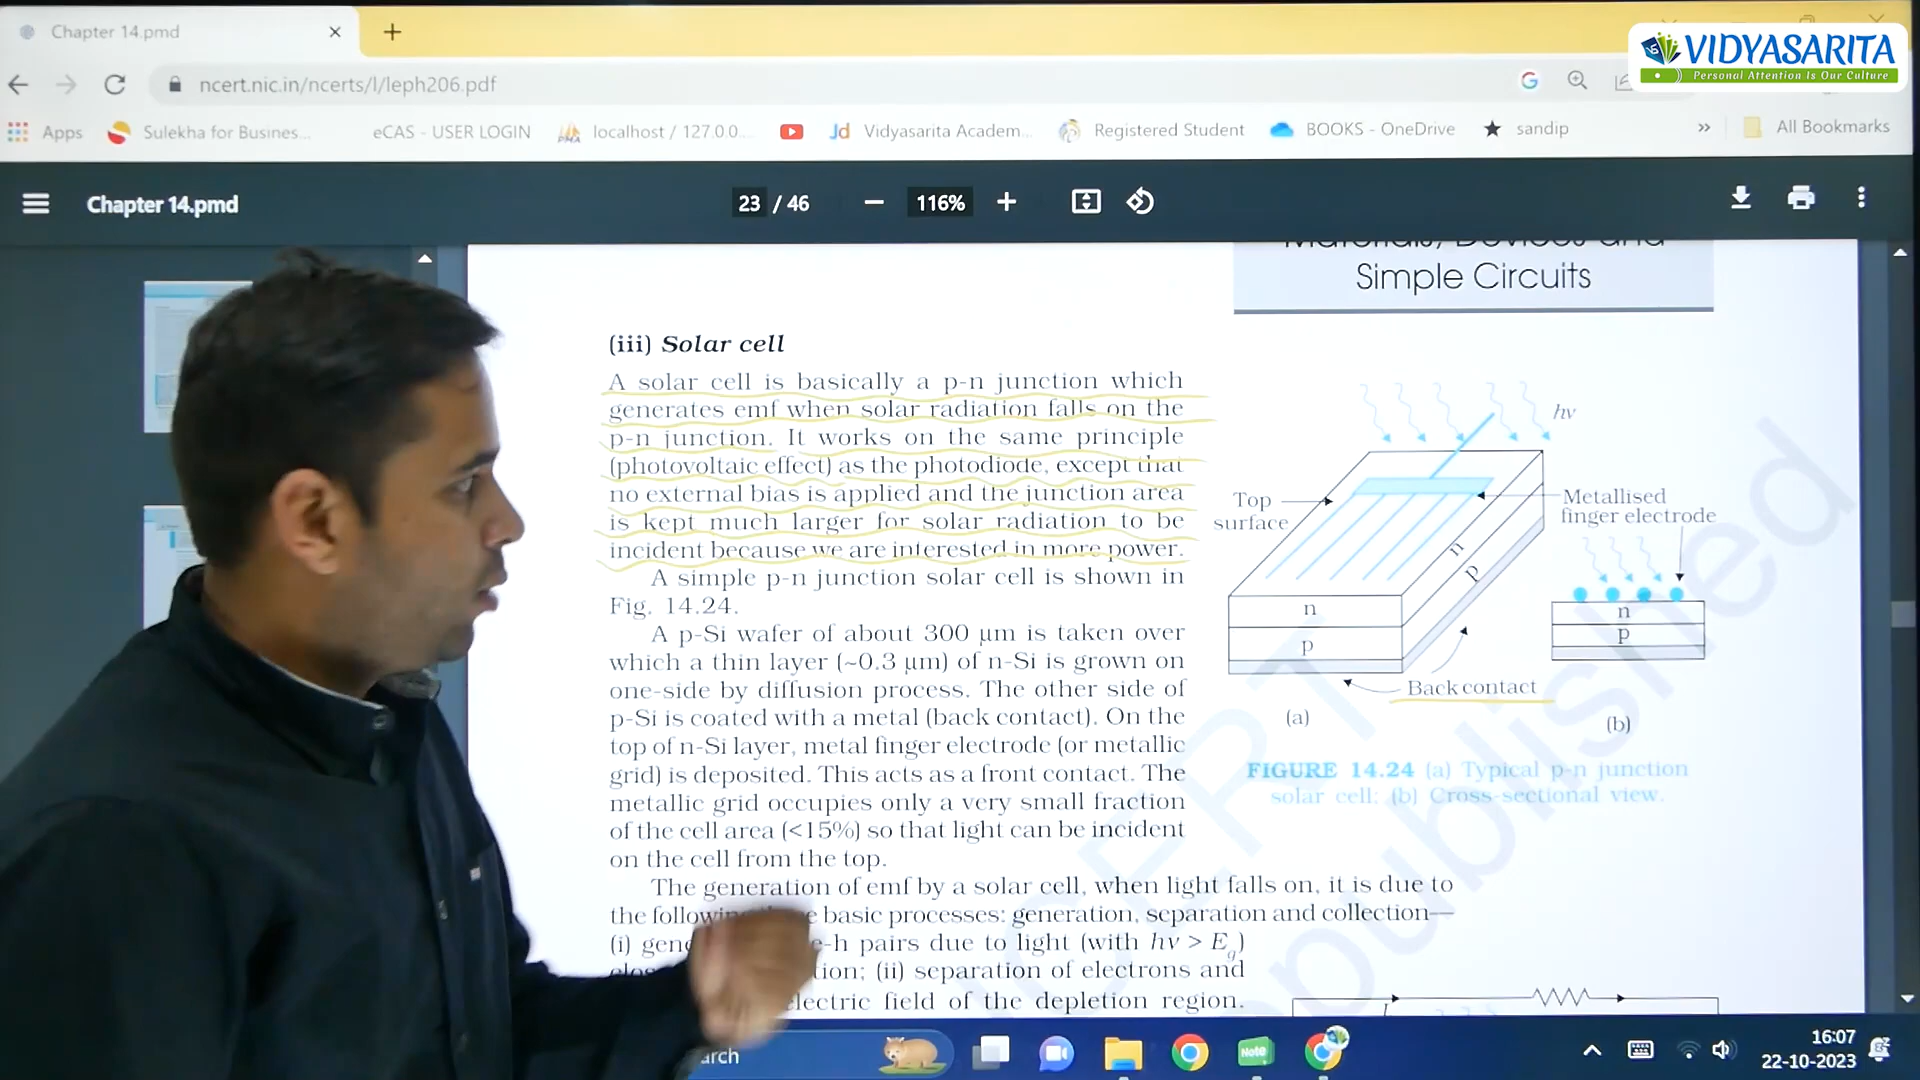 Chapter 14.pmd
VIDYASARITA
Personal Attention Is Our Culture
ncert.nic.in/ncerts/l/leph206.pdf
Apps
Sulekha for Busines...
eCAS - USER LOGIN
localhost / 127.0.0...
Jd
Vidyasarita Academ...
Registered Student
BOOKS - OneDrive
sandip
All Bookmarks
Chapter 14.pmd
23 / 46
116%
Materials, Devices and
Simple Circuits
(iii) Solar cell
A solar cell is basically a p-n junction which
generates emf when solar radiation falls on the
p-n junction. It works on the same principle
(photovoltaic effect) as the photodiode, except that
no external bias is applied and the junction area
is kept much larger for solar radiation to be
incident because we are interested in more power.
A simple p-n junction solar cell is shown in
Fig. 14.24.
A p-Si wafer of about 300 μm is taken over
which a thin layer (~0.3 μm) of n-Si is grown on
one-side by diffusion process. The other side of
p-Si is coated with a metal (back contact). On the
top of n-Si layer, metal finger electrode (or metallic
grid) is deposited. This acts as a front contact. The
metallic grid occupies only a very small fraction
of the cell area (<15%) so that light can be incident
on the cell from the top.
The generation of emf by a solar cell, when light falls on, it is due to
the basic processes: generation, separation and collection—
(i) e-h pairs due to light (with hν > Eg)
(ii) separation of electrons and
electric field of the depletion region.
hν
Top
surface
Metallised
finger electrode
n
p
n
p
n
p
Back contact
(a)
(b)
FIGURE 14.24 (a) Typical p-n junction
solar cell; (b) Cross-sectional view.
Note
16:07
22-10-2023